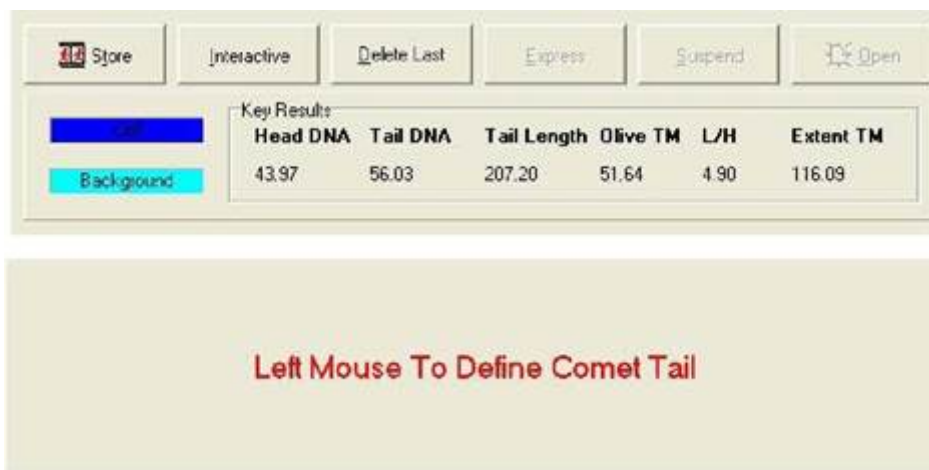 Store Interactive Delete Last Express Suspend Open
Key Results
Cell Head DNA Tail DNA Tail Length Olive TM L/H Extent TM
Background 43.97 56.03 207.20 51.64 4.90 116.09
Left Mouse To Define Comet Tail